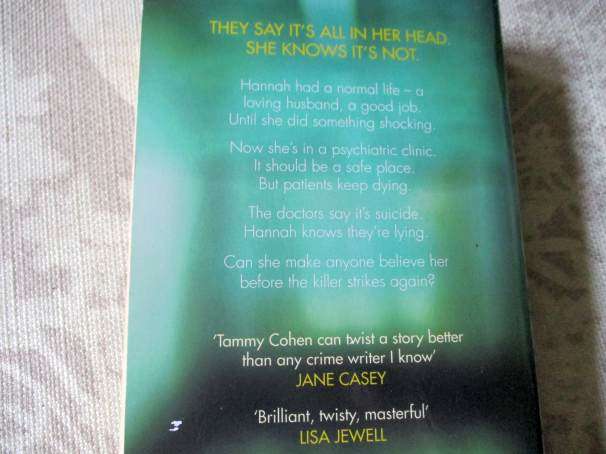 THEY SAY IT'S ALL IN HER HEAD.
SHE KNOWS IT'S NOT.
Hannah had a normal life – a
loving husband, a good job.
Until she did something shocking.
Now she's in a psychiatric clinic.
It should be a safe place.
But patients keep dying.
The doctors say it's suicide.
Hannah knows they're lying.
Can she make anyone believe her
before the killer strikes again?
'Tammy Cohen can twist a story better
than any crime writer I know'
JANE CASEY
'Brilliant, twisty, masterful'
LISA JEWELL